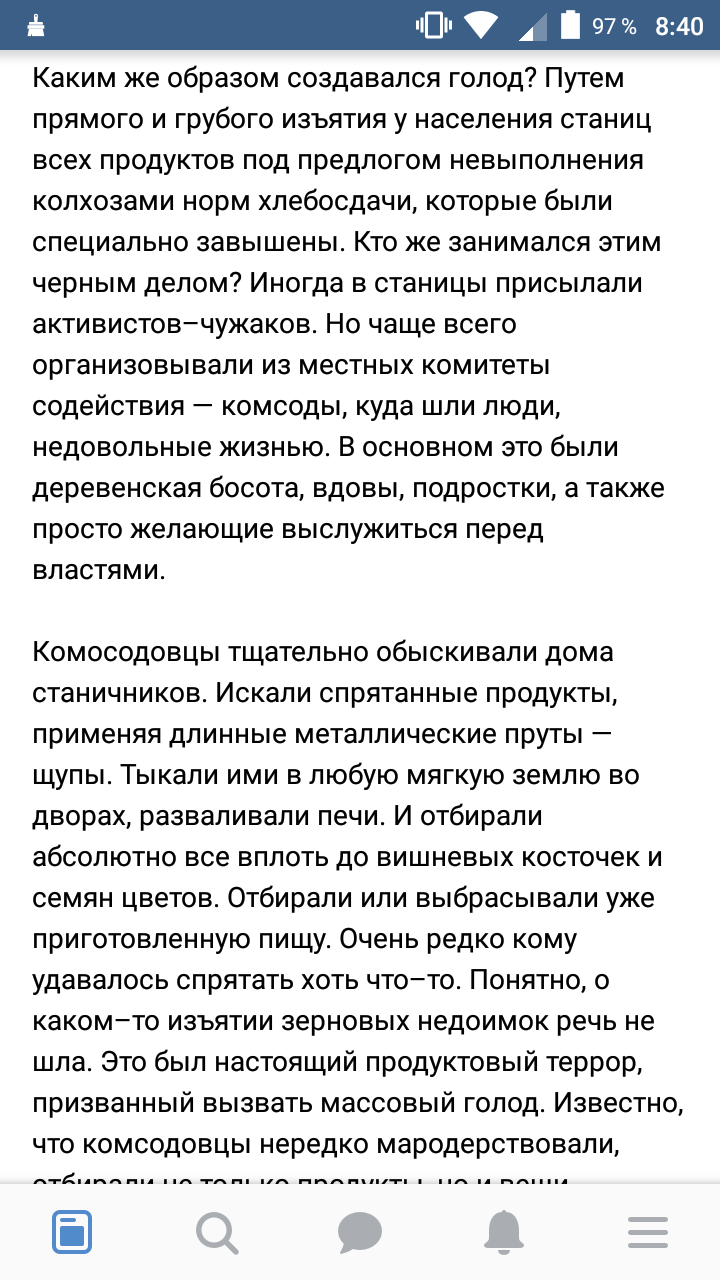 97 % 8:40
Каким же образом создавался голод? Путем
прямого и грубого изъятия у населения станиц
всех продуктов под предлогом невыполнения
колхозами норм хлебосдачи, которые были
специально завышены. Кто же занимался этим
черным делом? Иногда в станицы присылали
активистов–чужаков. Но чаще всего
организовывали из местных комитеты
содействия — комсоды, куда шли люди,
недовольные жизнью. В основном это были
деревенская босота, вдовы, подростки, а также
просто желающие выслужиться перед
властями.
Комосодовцы тщательно обыскивали дома
станичников. Искали спрятанные продукты,
применяя длинные металлические пруты —
щупы. Тыкали ими в любую мягкую землю во
дворах, разваливали печи. И отбирали
абсолютно все вплоть до вишневых косточек и
семян цветов. Отбирали или выбрасывали уже
приготовленную пищу. Очень редко кому
удавалось спрятать хоть что–то. Понятно, о
каком–то изъятии зерновых недоимок речь не
шла. Это был настоящий продуктовый террор,
призванный вызвать массовый голод. Известно,
что комсодовцы нередко мародерствовали,
отбирали не только продукты, но и вещи